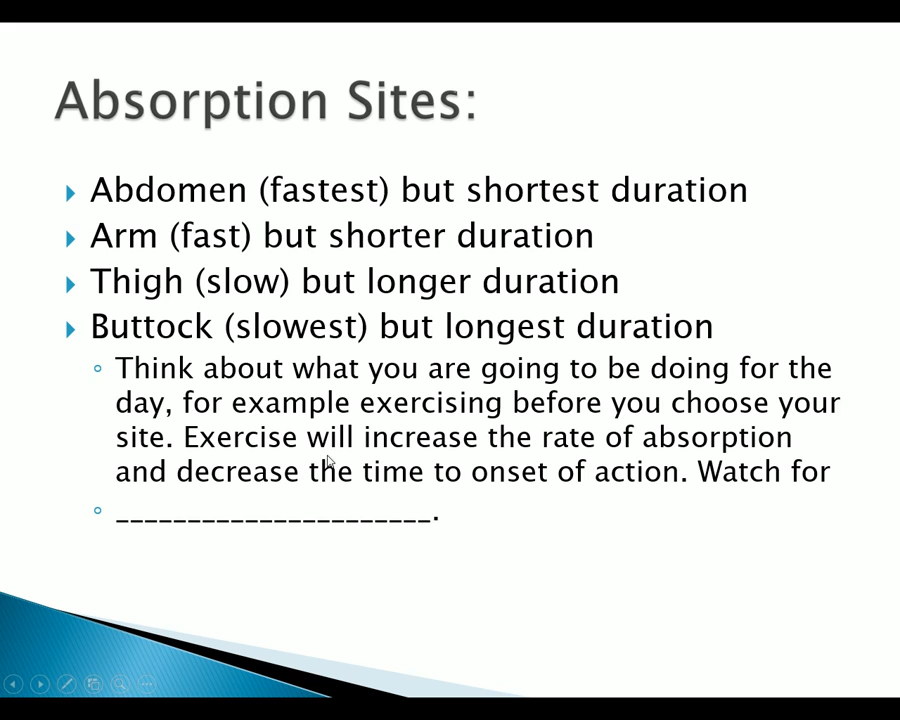 Absorption Sites:
Abdomen (fastest) but shortest duration
Arm (fast) but shorter duration
Thigh (slow) but longer duration
Buttock (slowest) but longest duration
Think about what you are going to be doing for the
day, for example exercising before you choose your
site. Exercise will increase the rate of absorption
and decrease the time to onset of action. Watch for
______________________.